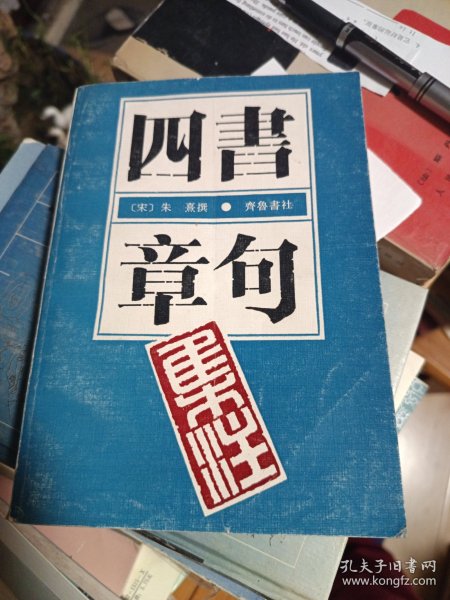 四書
〔宋〕朱 熹撰 ● 齊魯書社
章句
集注
孔夫子旧书网
www.kongfz.com